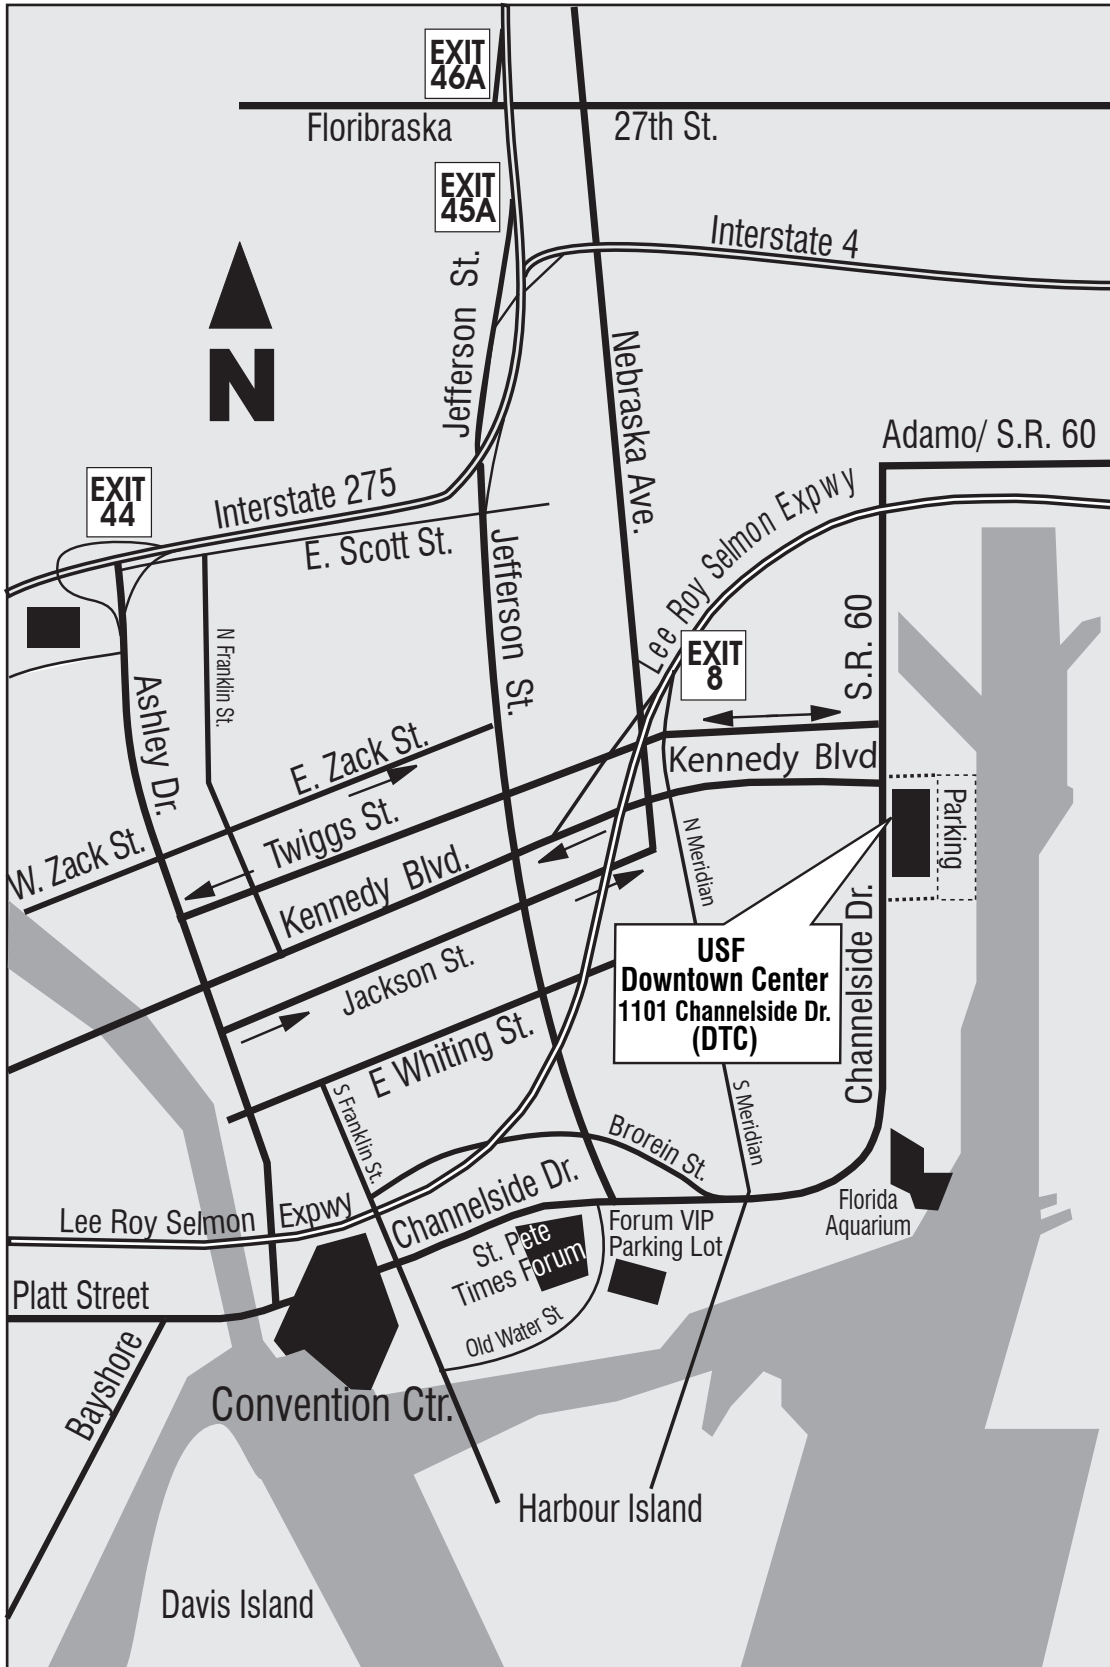 EXIT
46A
Floribraska
27th St.
EXIT
45A
Interstate 4
Jefferson St.
N
Nebraska Ave.
Adamo/ S.R. 60
EXIT
44
Interstate 275
E. Scott St.
Jefferson St.
Lee Roy Selmon Expwy
EXIT
8
S.R. 60
N Franklin St.
Ashley Dr.
E. Zack St.
Kennedy Blvd
W. Zack St.
Twiggs St.
Kennedy Blvd.
N Meridian
Parking
Jackson St.
USF
Downtown Center
1101 Channelside Dr.
(DTC)
Channelside Dr.
E Whiting St.
S Franklin St.
S Meridian
Brorein St.
Lee Roy Selmon Expwy
Channelside Dr.
Florida
Aquarium
St. Pete
Times Forum
Forum VIP
Parking Lot
Platt Street
Old Water St
Bayshore
Convention Ctr.
Harbour Island
Davis Island